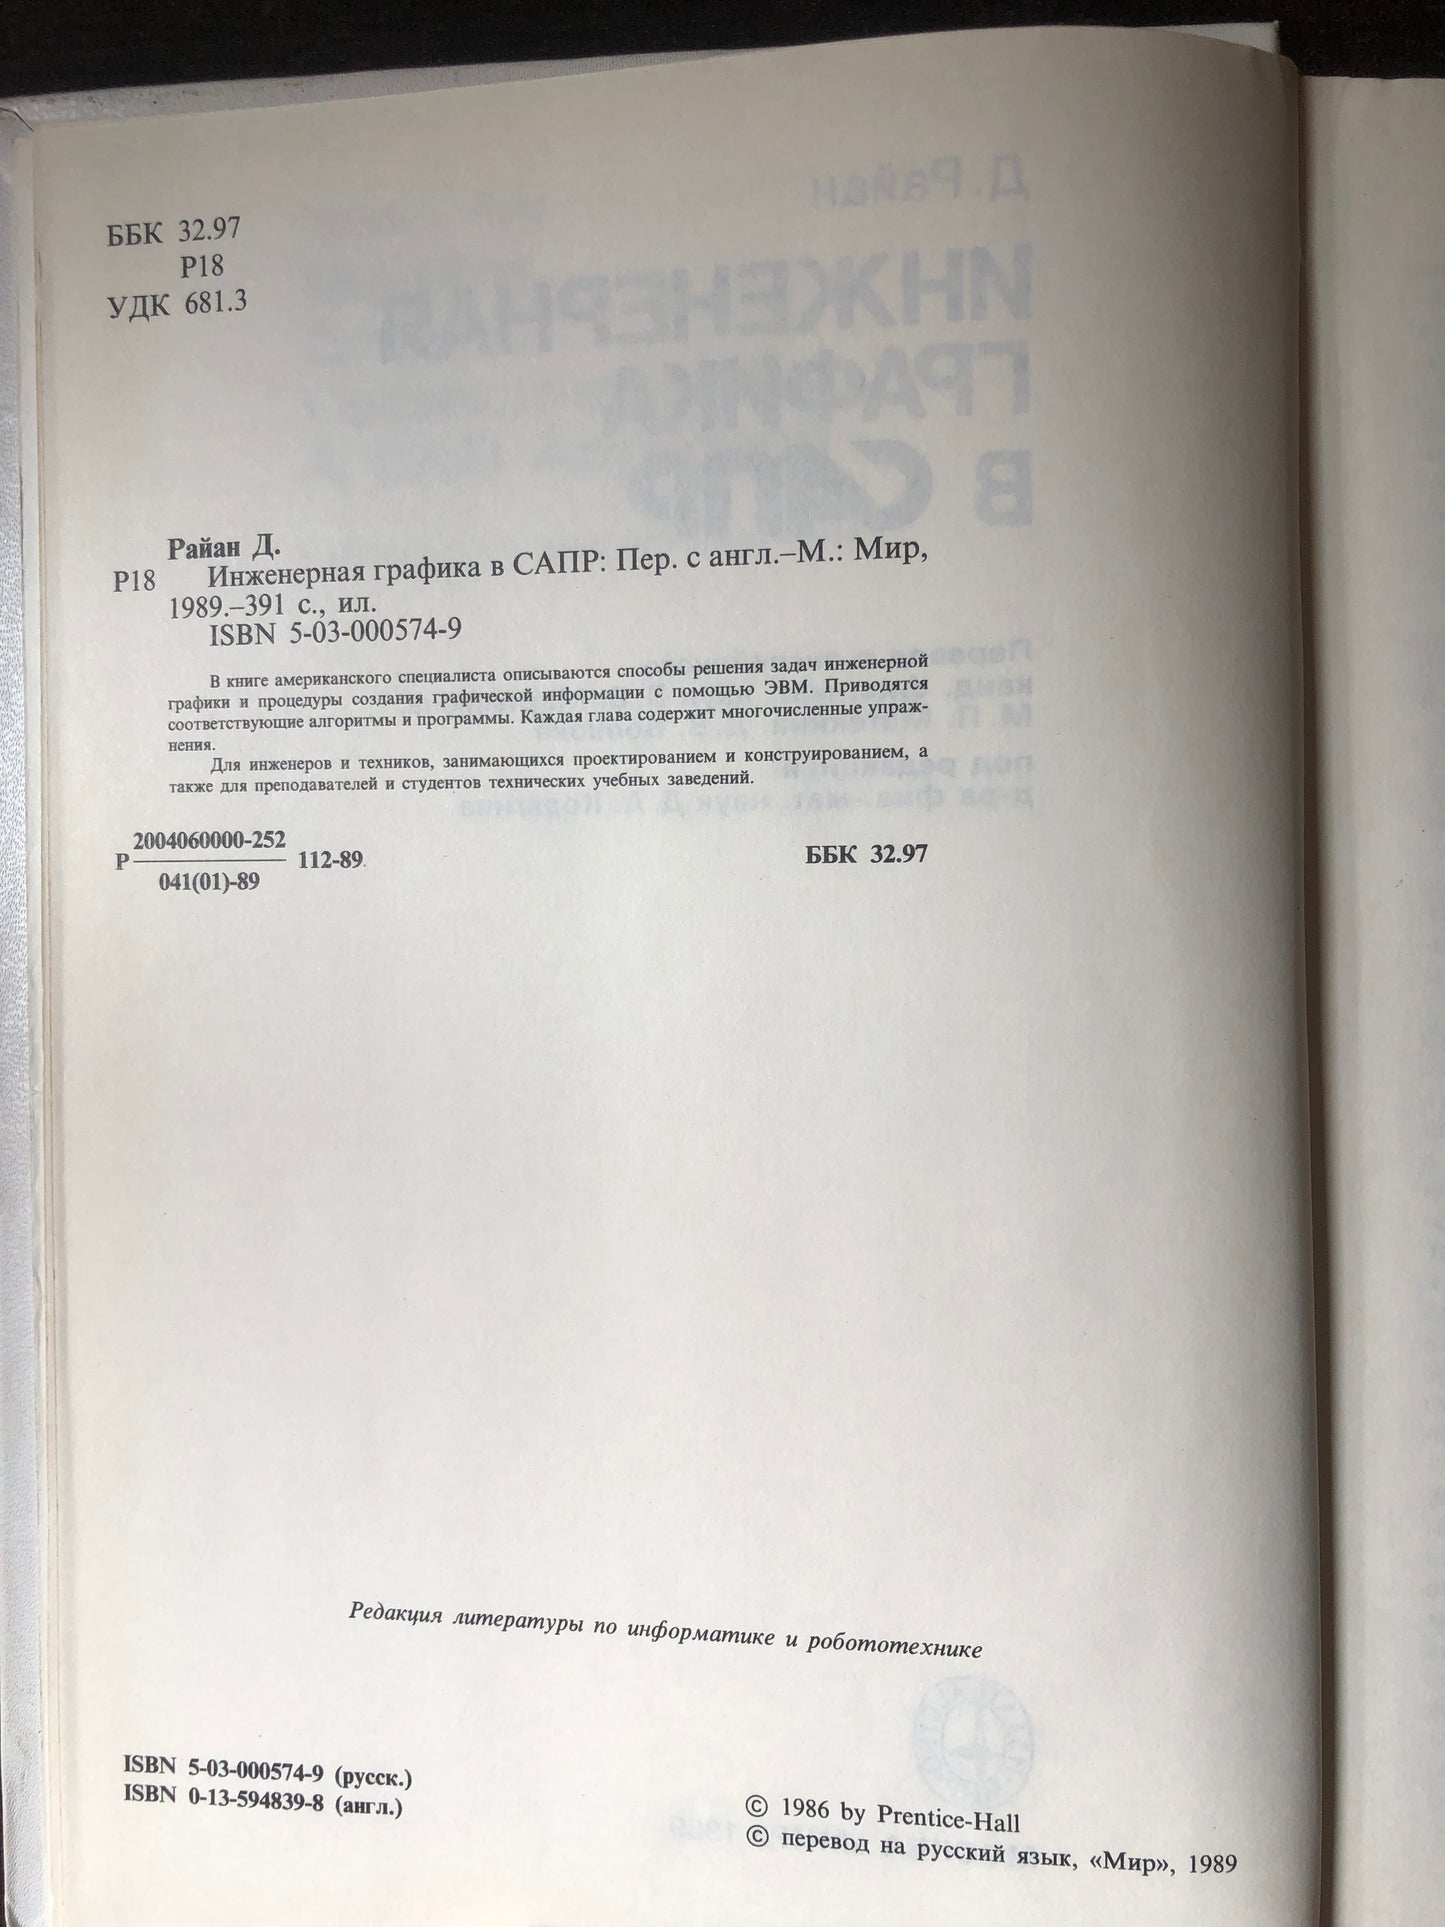 ББК 32.97
Р18
УДК 681.3
Райан Д.
Р18 Инженерная графика в САПР: Пер. с англ.–М.: Мир,
1989.–391 с., ил.
ISBN 5-03-000574-9
В книге американского специалиста описываются способы решения задач инженерной
графики и процедуры создания графической информации с помощью ЭВМ. Приводятся
соответствующие алгоритмы и программы. Каждая глава содержит многочисленные упраж-
нения.
Для инженеров и техников, занимающихся проектированием и конструированием, а
также для преподавателей и студентов технических учебных заведений.
2004060000-252
Р 112-89
041(01)-89
ББК 32.97
Редакция литературы по информатике и робототехнике
ISBN 5-03-000574-9 (русск.)
ISBN 0-13-594839-8 (англ.)
© 1986 by Prentice-Hall
© перевод на русский язык, «Мир», 1989